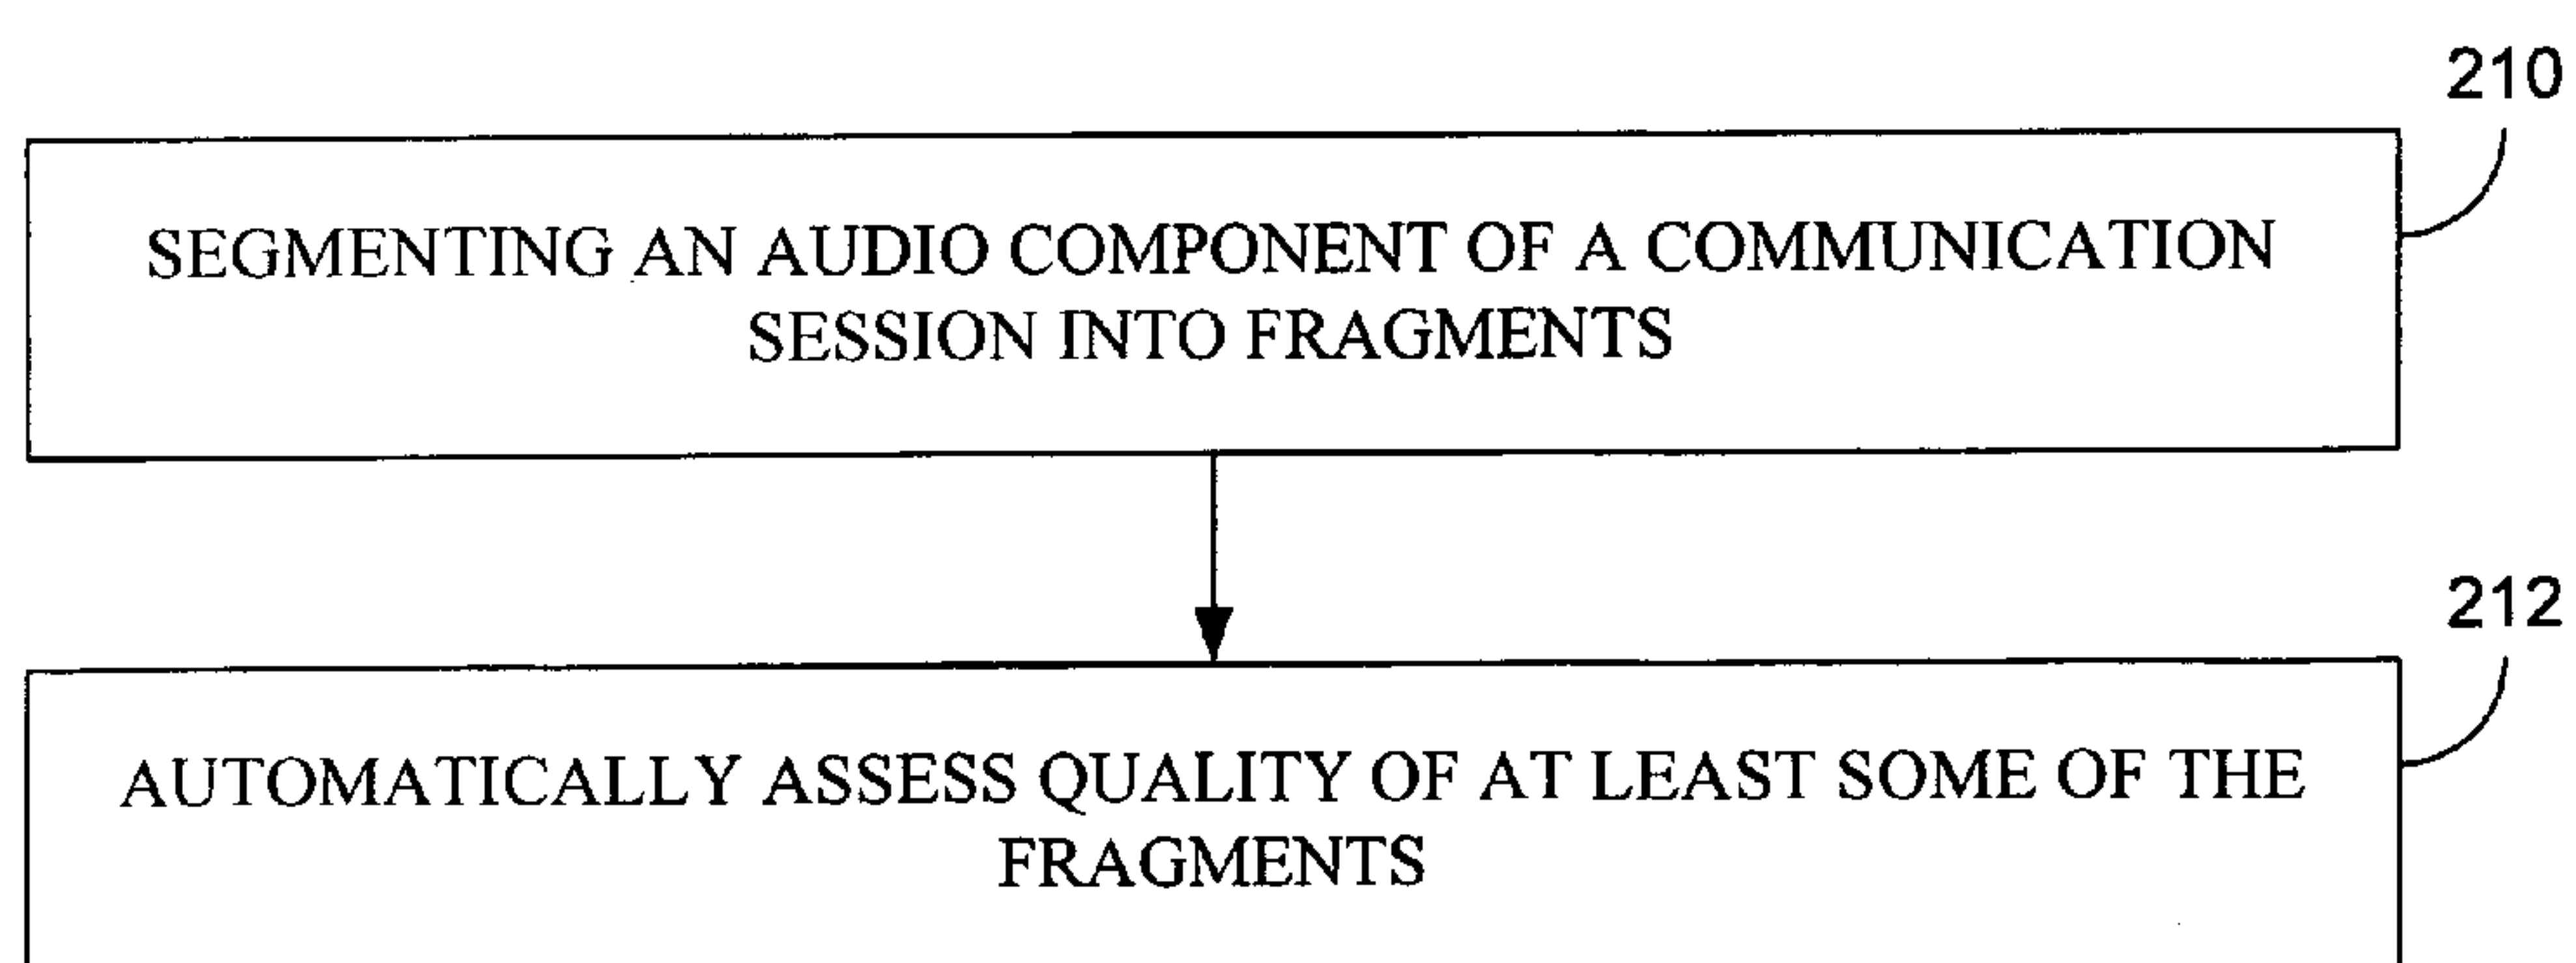 210
SEGMENTING AN AUDIO COMPONENT OF A COMMUNICATION
SESSION INTO FRAGMENTS
212
AUTOMATICALLY ASSESS QUALITY OF AT LEAST SOME OF THE
FRAGMENTS